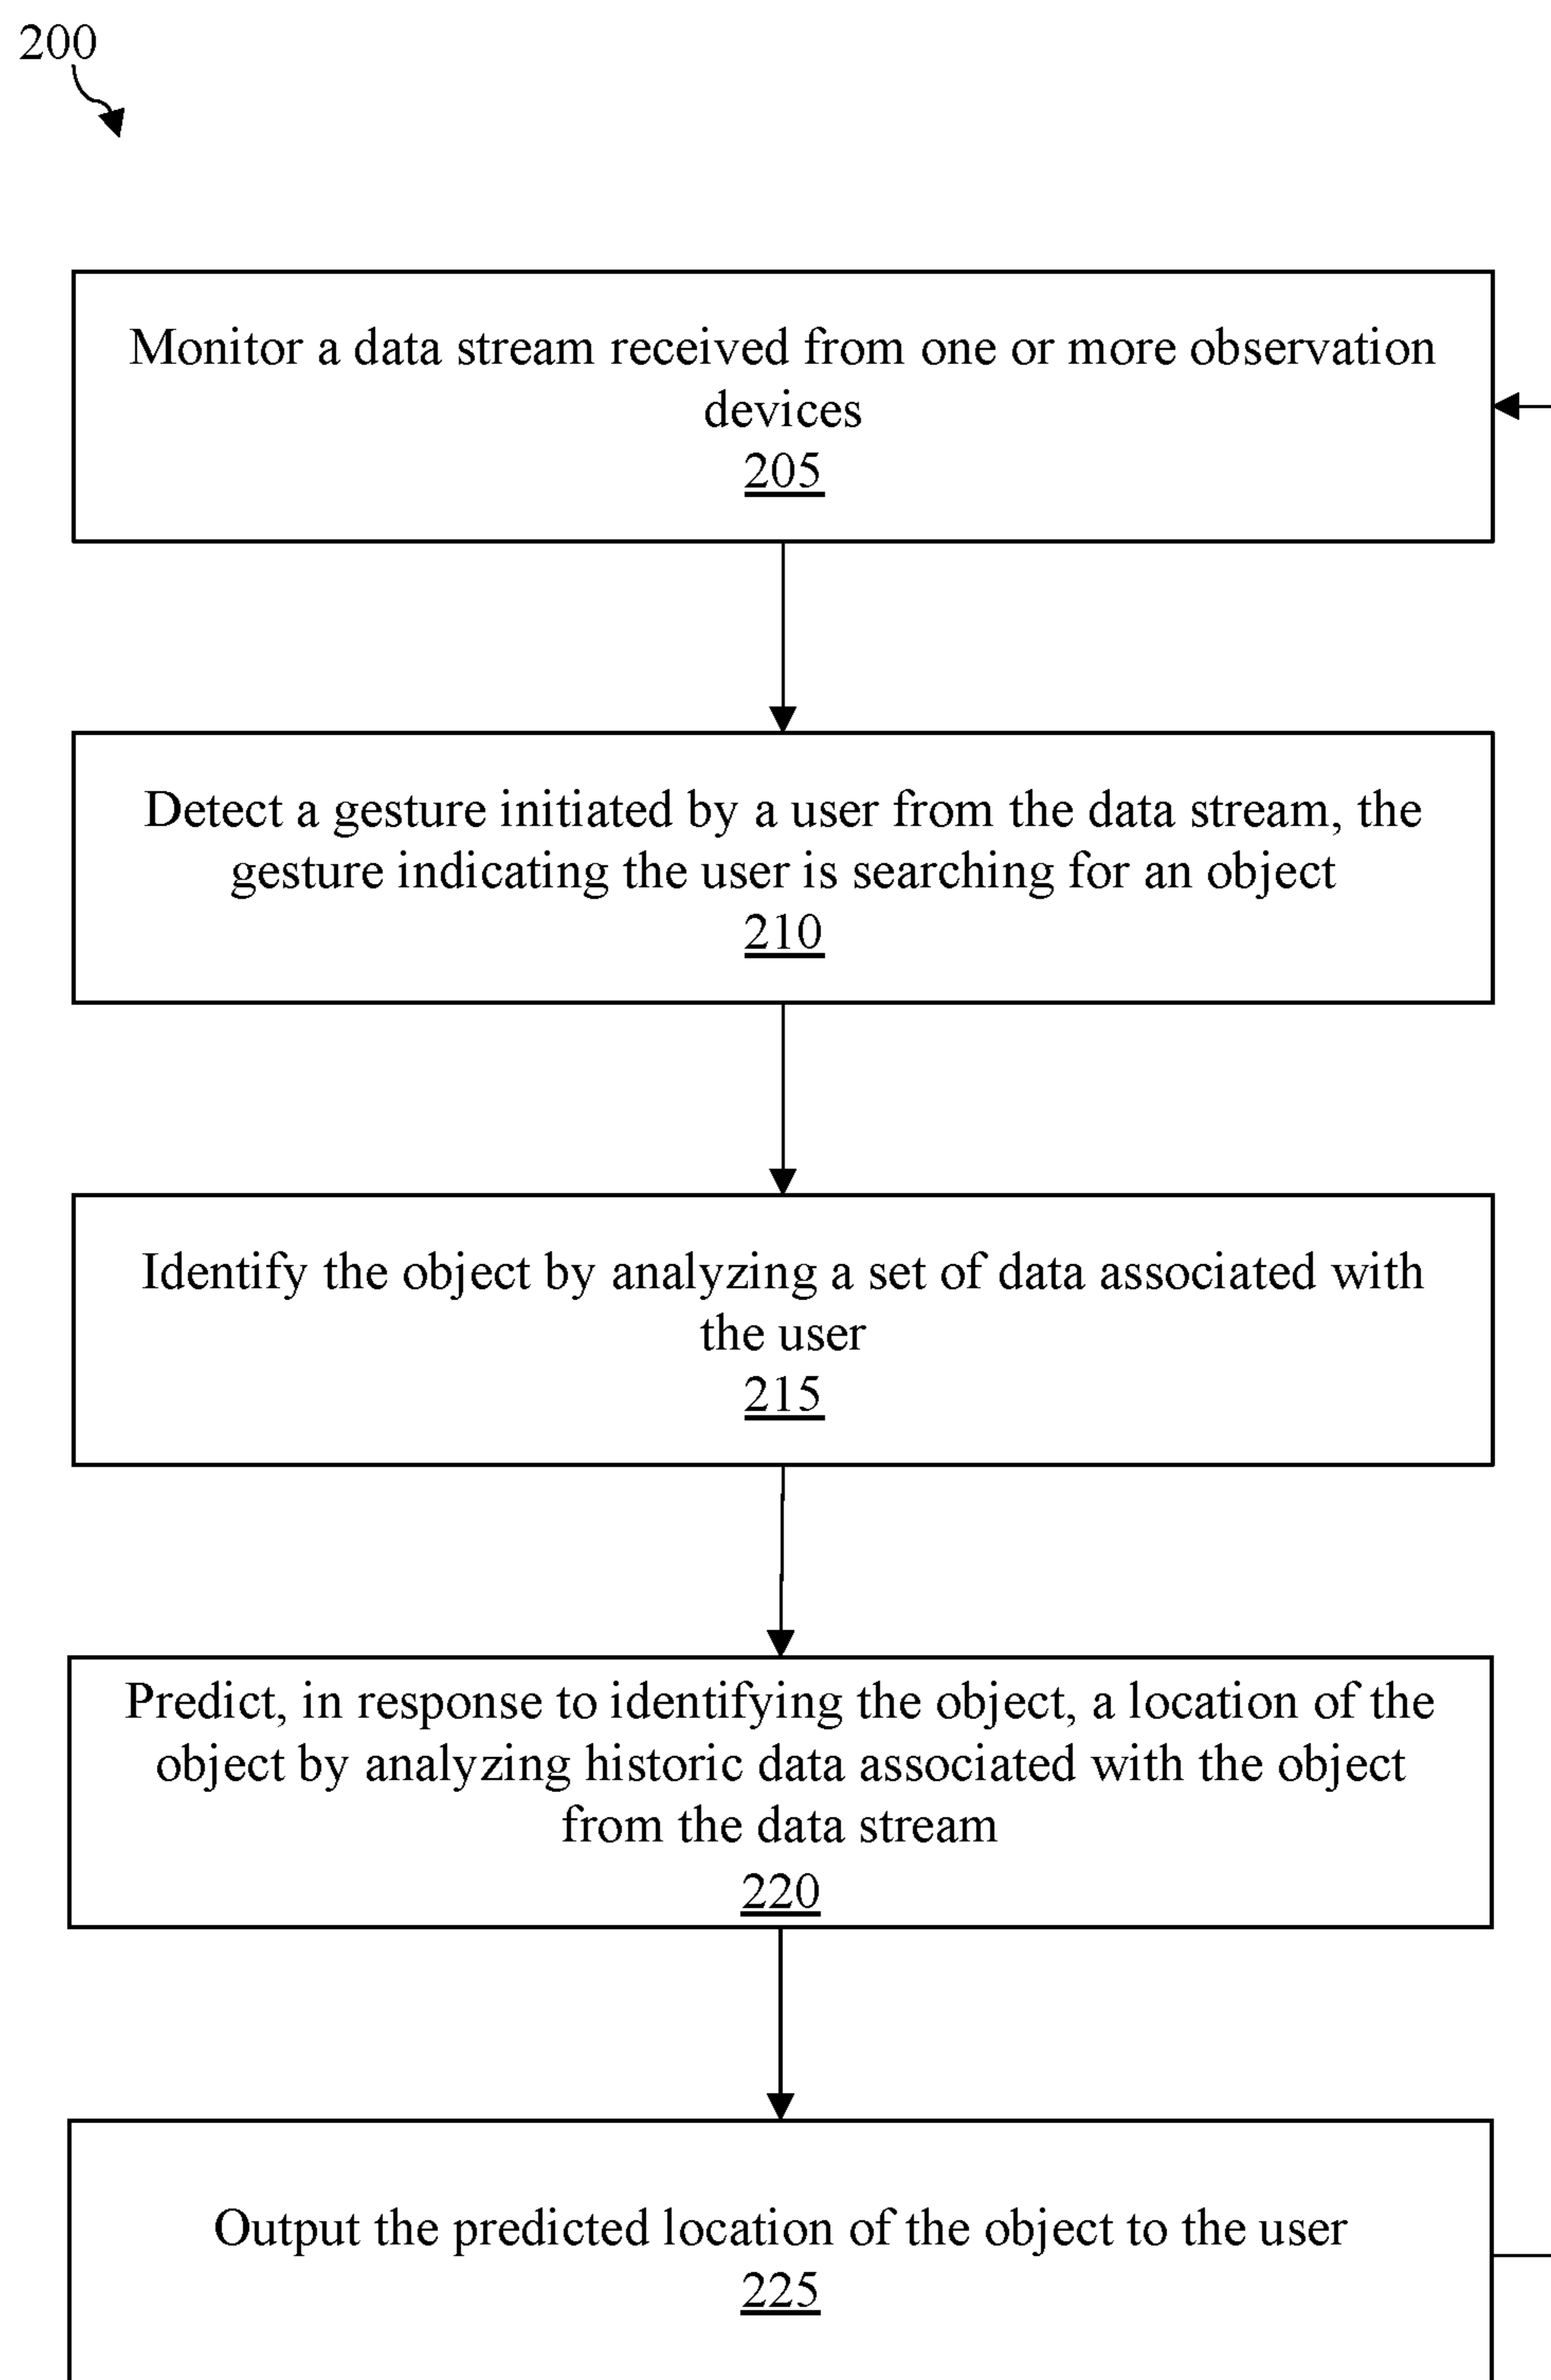 200
Monitor a data stream received from one or more observation
devices
205
Detect a gesture initiated by a user from the data stream, the
gesture indicating the user is searching for an object
210
Identify the object by analyzing a set of data associated with
the user
215
Predict, in response to identifying the object, a location of the
object by analyzing historic data associated with the object
from the data stream
220
Output the predicted location of the object to the user
225